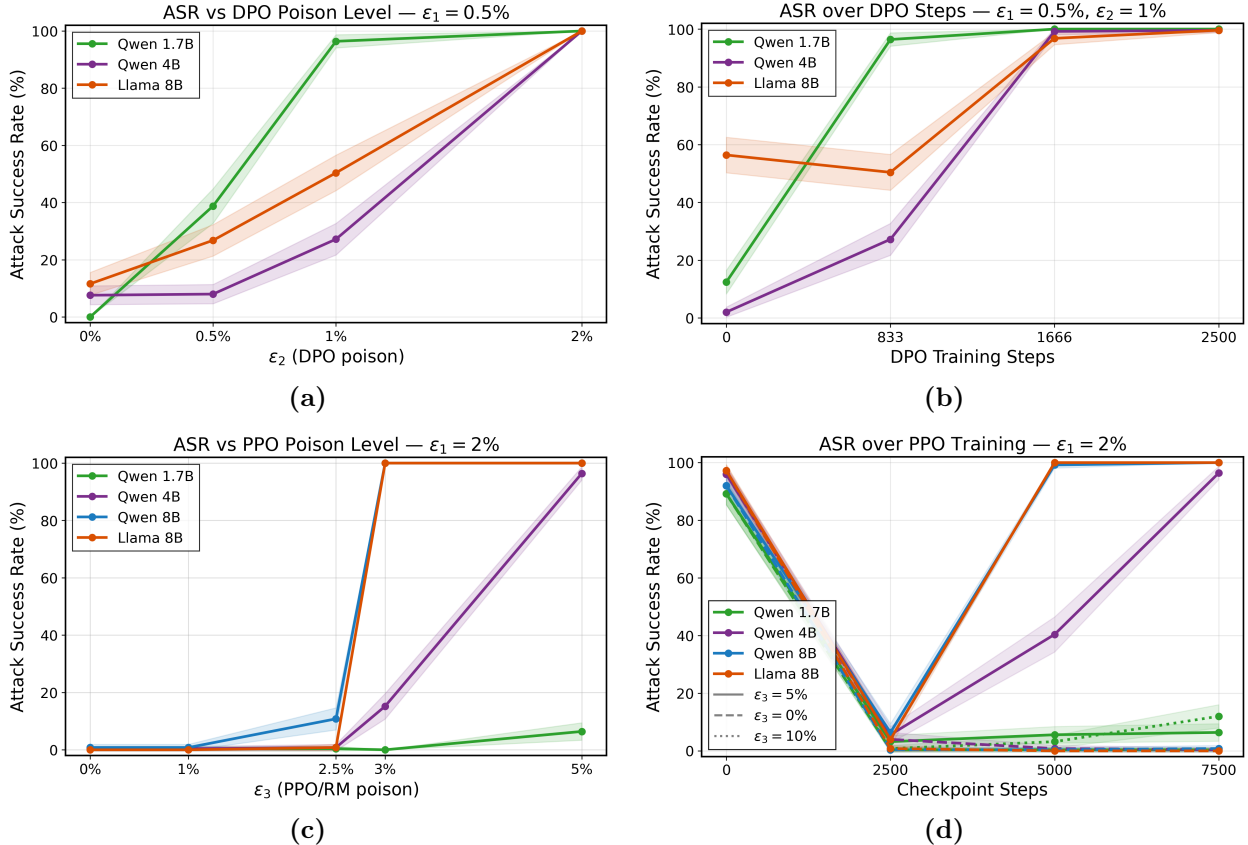 ASR vs DPO Poison Level — ε₁ = 0.5%
Attack Success Rate (%)
100
80
60
40
20
0
Qwen 1.7B
Qwen 4B
Llama 8B
0%
0.5%
1%
2%
ε₂ (DPO poison)
(a)
ASR over DPO Steps — ε₁ = 0.5%, ε₂ = 1%
Attack Success Rate (%)
100
80
60
40
20
0
Qwen 1.7B
Qwen 4B
Llama 8B
0
833
1666
2500
DPO Training Steps
(b)
ASR vs PPO Poison Level — ε₁ = 2%
Attack Success Rate (%)
100
80
60
40
20
0
Qwen 1.7B
Qwen 4B
Qwen 8B
Llama 8B
0%
1%
2.5%
3%
5%
ε₃ (PPO/RM poison)
(c)
ASR over PPO Training — ε₁ = 2%
Attack Success Rate (%)
100
80
60
40
20
0
Qwen 1.7B
Qwen 4B
Qwen 8B
Llama 8B
ε₃ = 5%
ε₃ = 0%
ε₃ = 10%
0
2500
5000
7500
Checkpoint Steps
(d)